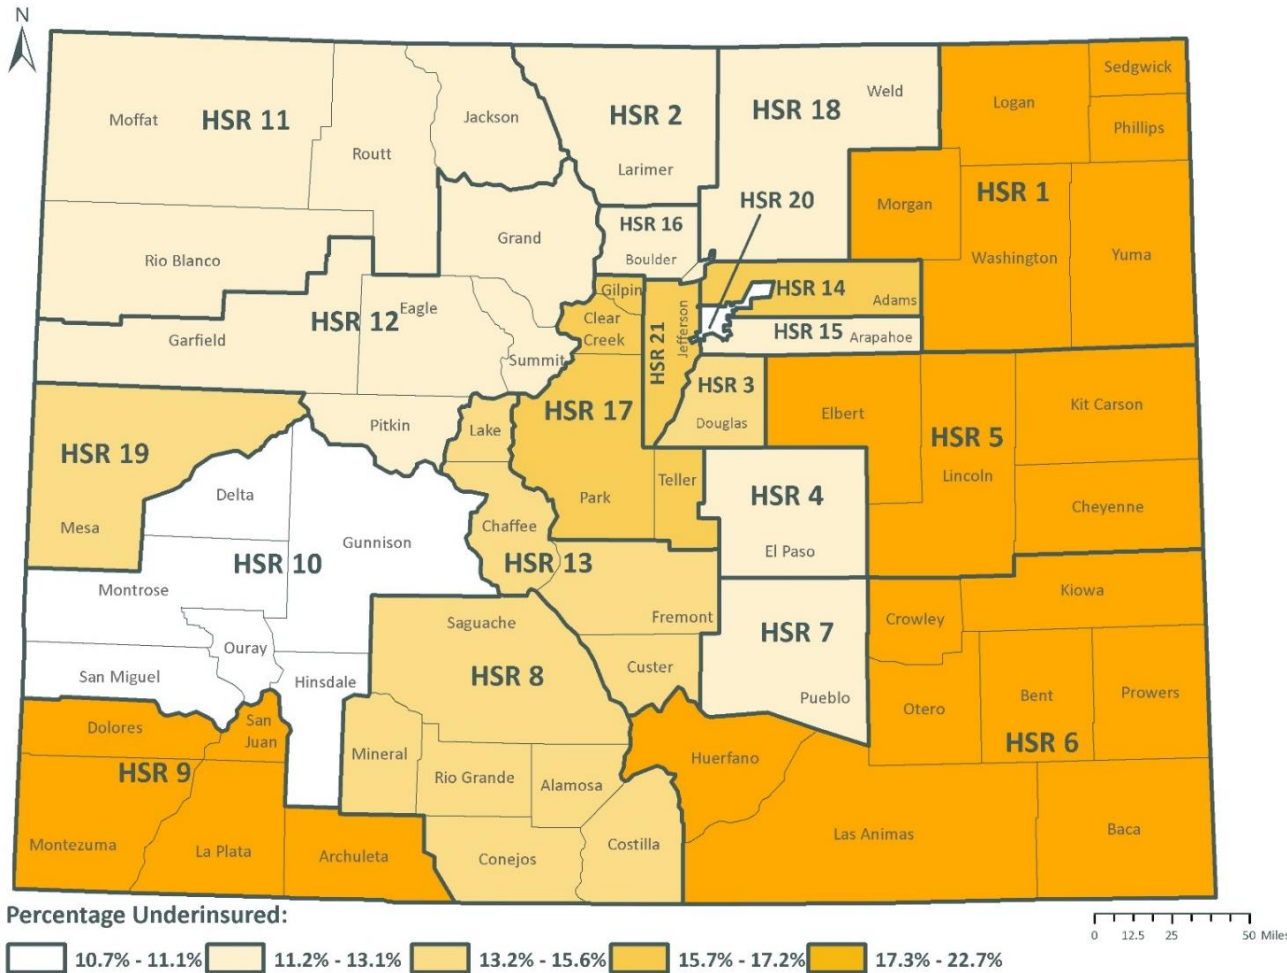 N
Sedgwick
Weld
Logan
Moffat
HSR 11
Jackson
HSR 2
HSR 18
Phillips
Routt
Larimer
HSR 20
HSR 1
Morgan
HSR 16
Grand
Boulder
Washington
Yuma
Rio Blanco
Gilpin
HSR 14
Adams
Eagle
HSR 12
Garfield
Clear
Creek
Jefferson
HSR 21
HSR 15
Arapahoe
Summit
HSR 3
Douglas
HSR 17
Elbert
Kit Carson
Pitkin
Lake
HSR 5
Lincoln
HSR 19
Mesa
Delta
Park
Teller
HSR 4
El Paso
Cheyenne
Chaffee
Gunnison
HSR 10
HSR 13
Montrose
Kiowa
Fremont
Crowley
Saguache
HSR 7
Pueblo
Ouray
San Miguel
Hinsdale
HSR 8
Custer
Otero
Bent
Prowers
HSR 6
Dolores
San
Juan
HSR 9
Mineral
Rio Grande
Alamosa
Huerfano
Montezuma
La Plata
Archuleta
Conejos
Costilla
Las Animas
Baca
Percentage Underinsured:
10.7% - 11.1%
11.2% - 13.1%
13.2% - 15.6%
15.7% - 17.2%
17.3% - 22.7%
0 12.5 25 50 Miles